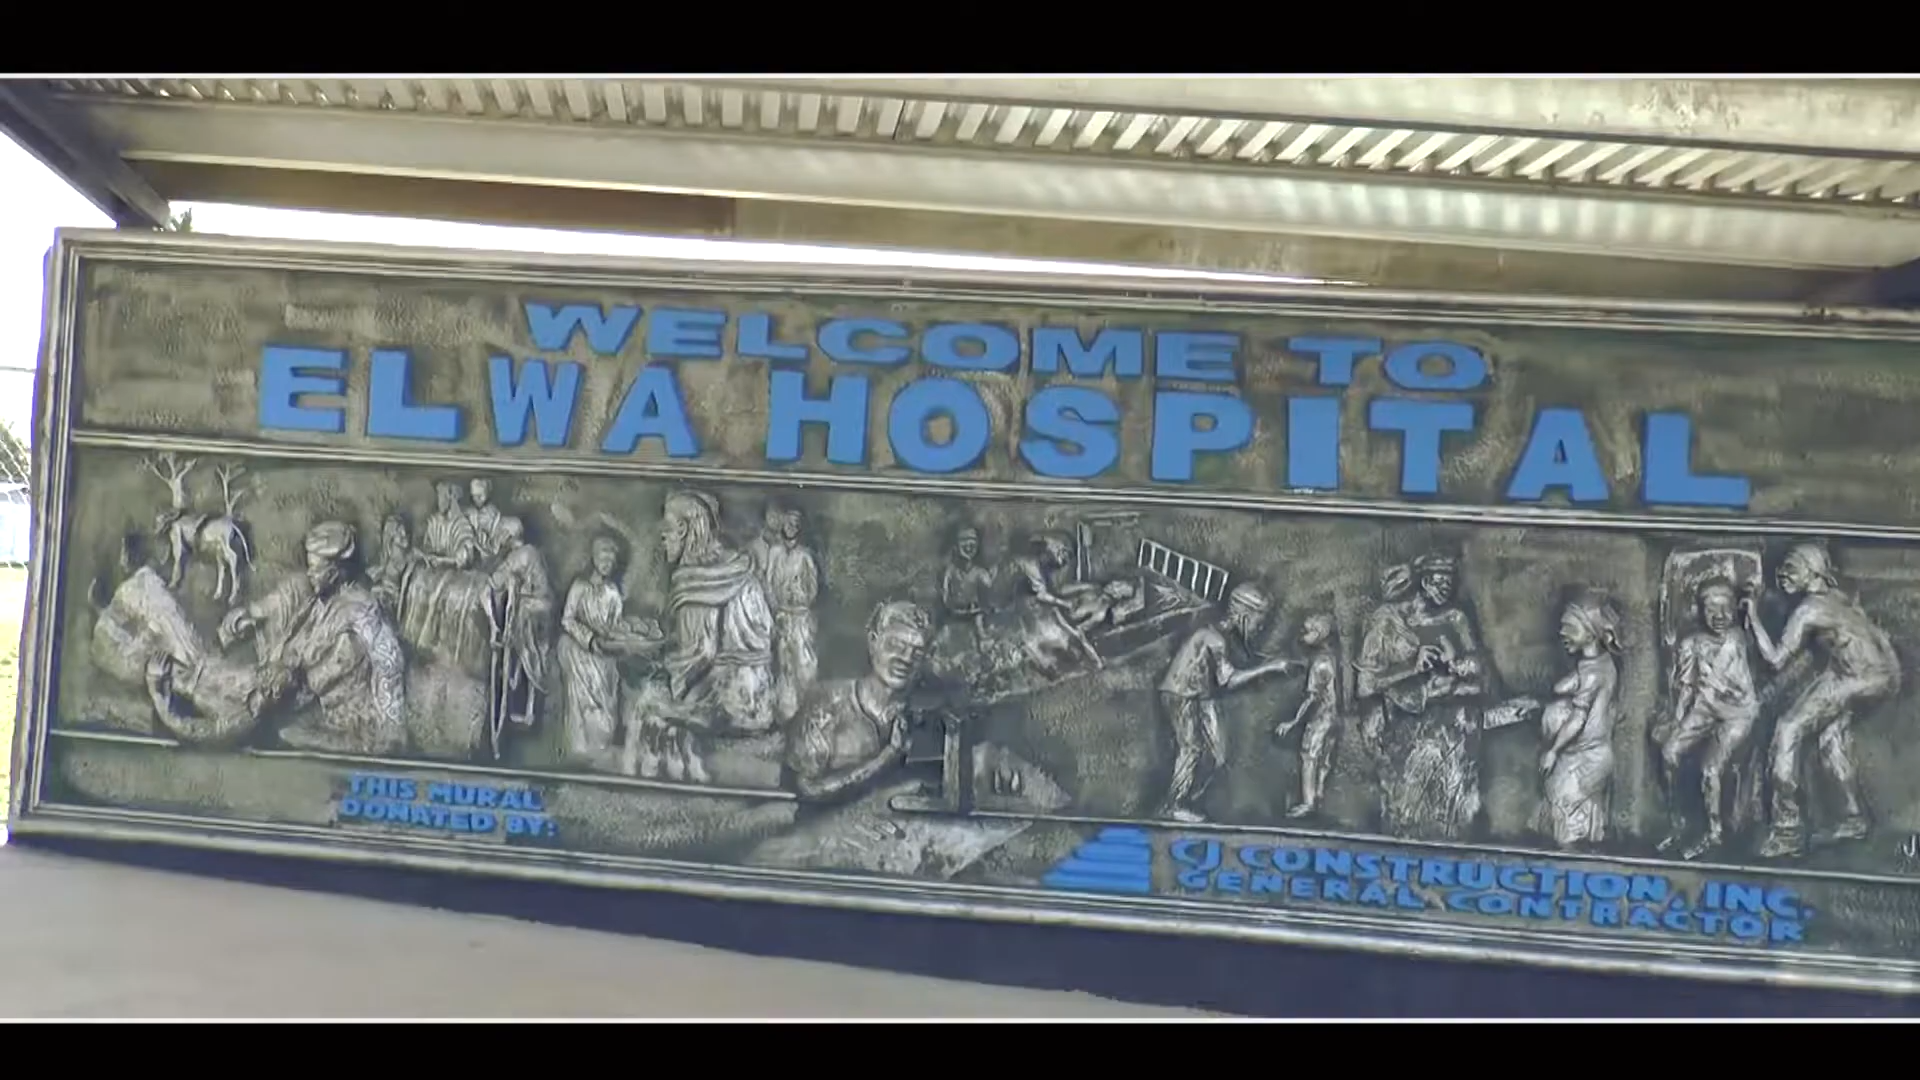 WELCOME TO
ELWA HOSPITAL
THIS MURAL
DONATED BY:
CJ CONSTRUCTION, INC.
GENERAL CONTRACTOR